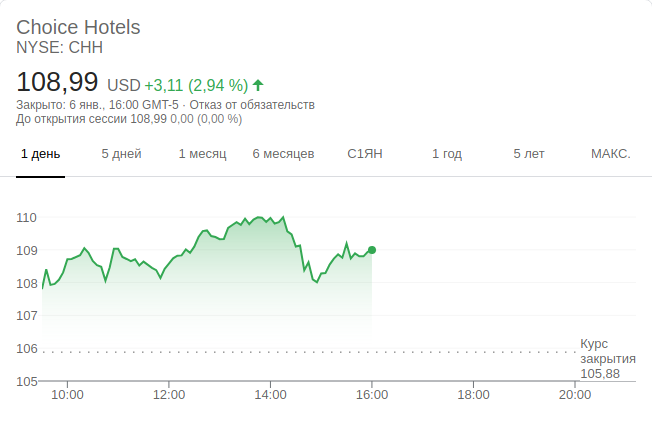 Choice Hotels
NYSE: CHH
108,99 USD +3,11 (2,94 %)
Закрыто: 6 янв., 16:00 GMT-5 · Отказ от обязательств
До открытия сессии 108,99 0,00 (0,00 %)
1 день 5 дней 1 месяц 6 месяцев С1ЯН 1 год 5 лет МАКС.
110
109
108
107
106
105
Курс
закрытия
105,88
10:00 12:00 14:00 16:00 18:00 20:00